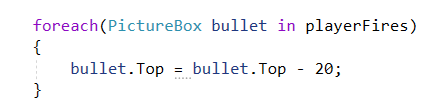 foreach(PictureBox bullet in playerFires)
{
    bullet.Top = bullet.Top - 20;
}